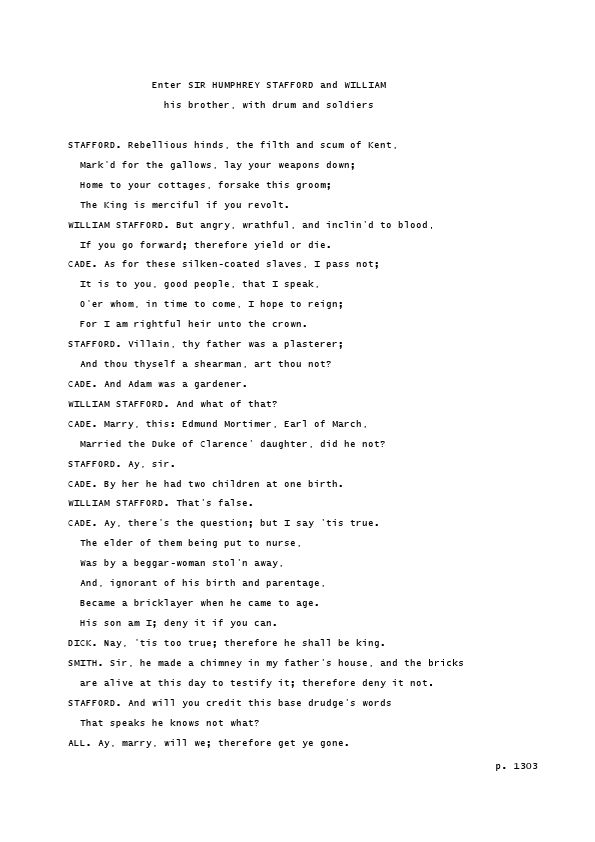 Enter SIR HUMPHREY STAFFORD and WILLIAM
his brother, with drum and soldiers
STAFFORD. Rebellious hinds, the filth and scum of Kent,
Mark'd for the gallows, lay your weapons down;
Home to your cottages, forsake this groom;
The King is merciful if you revolt.
WILLIAM STAFFORD. But angry, wrathful, and inclin'd to blood,
If you go forward; therefore yield or die.
CADE. As for these silken-coated slaves, I pass not;
It is to you, good people, that I speak,
O'er whom, in time to come, I hope to reign;
For I am rightful heir unto the crown.
STAFFORD. Villain, thy father was a plasterer;
And thou thyself a shearman, art thou not?
CADE. And Adam was a gardener.
WILLIAM STAFFORD. And what of that?
CADE. Marry, this: Edmund Mortimer, Earl of March,
Married the Duke of Clarence' daughter, did he not?
STAFFORD. Ay, sir.
CADE. By her he had two children at one birth.
WILLIAM STAFFORD. That's false.
CADE. Ay, there's the question; but I say 'tis true.
The elder of them being put to nurse,
Was by a beggar-woman stol'n away,
And, ignorant of his birth and parentage,
Became a bricklayer when he came to age.
His son am I; deny it if you can.
DICK. Nay, 'tis too true; therefore he shall be king.
SMITH. Sir, he made a chimney in my father's house, and the bricks
are alive at this day to testify it; therefore deny it not.
STAFFORD. And will you credit this base drudge's words
That speaks he knows not what?
ALL. Ay, marry, will we; therefore get ye gone.
p. 1303